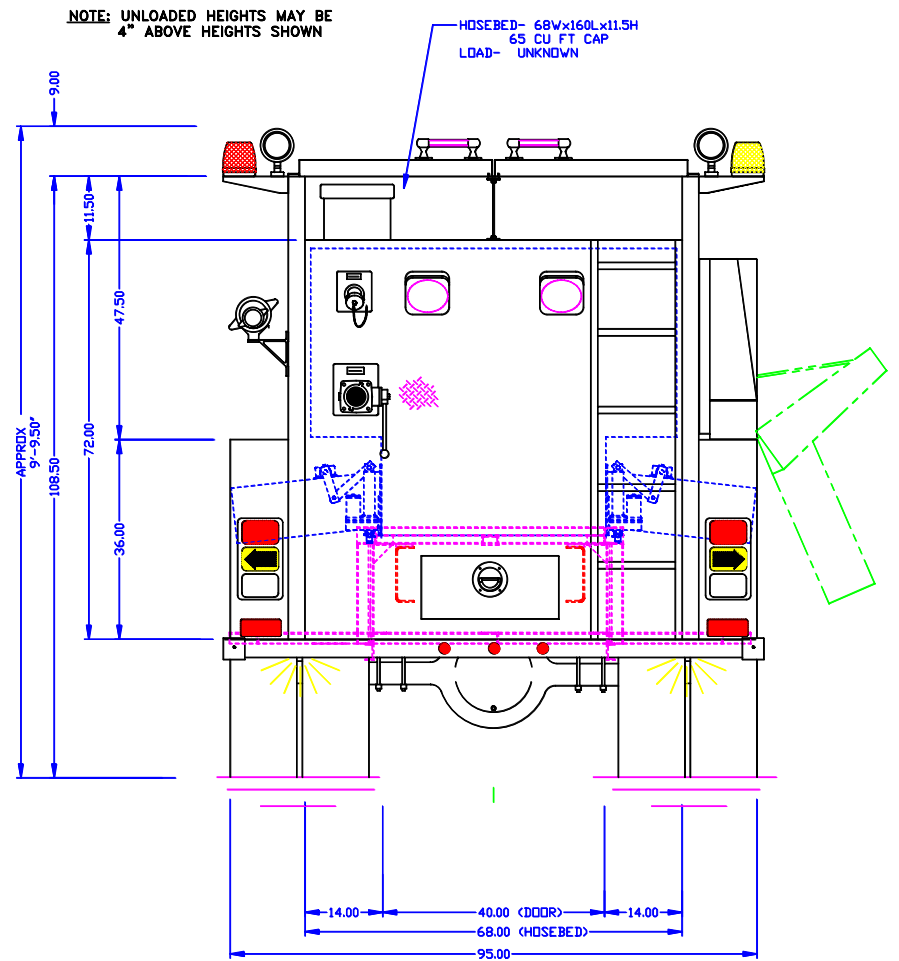 NOTE: UNLOADED HEIGHTS MAY BE
4" ABOVE HEIGHTS SHOWN
HOSEBED- 68Wx160Lx11.5H
65 CU FT CAP
LOAD- UNKNOWN
9.00
11.50
47.50
APPROX
9'-9.50"
108.50
72.00
36.00
14.00
40.00 (DOOR)
14.00
68.00 (HOSEBED)
95.00